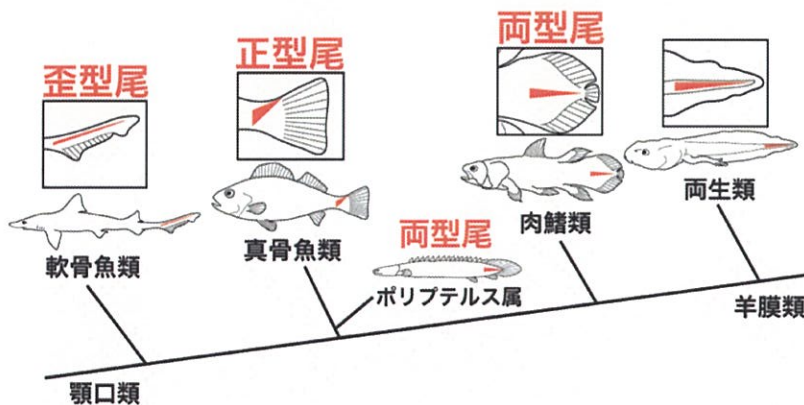 歪型尾
正型尾
両型尾
軟骨魚類
真骨魚類
両型尾
ポリプテルス属
肉鰭類
両生類
羊膜類
顎口類